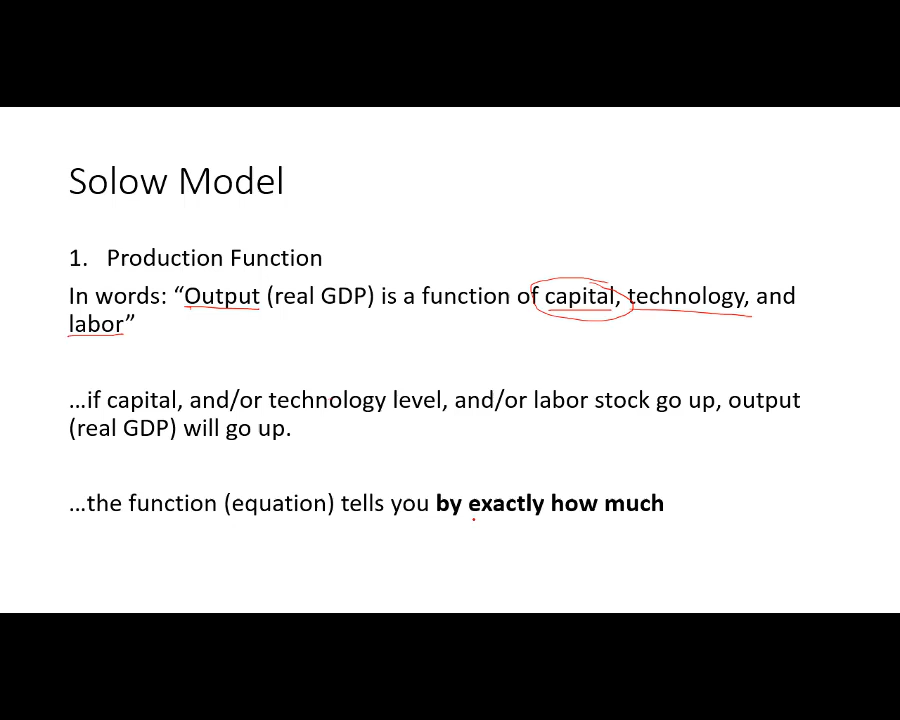 Solow Model
1. Production Function
In words: “Output (real GDP) is a function of capital, technology, and
labor”
…if capital, and/or technology level, and/or labor stock go up, output
(real GDP) will go up.
…the function (equation) tells you by exactly how much